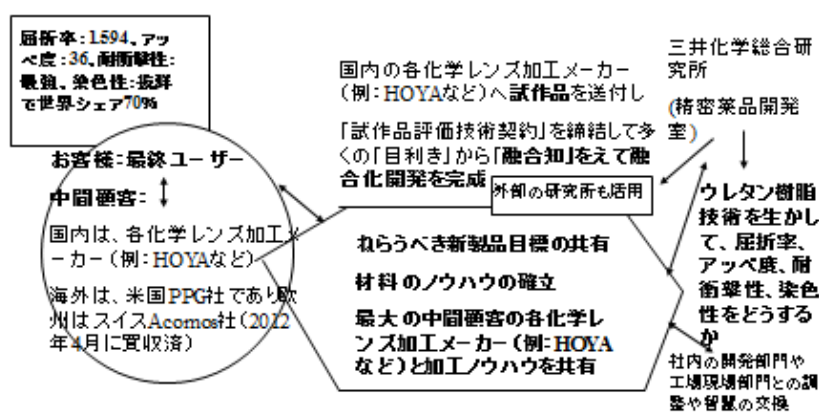 屈折率:1.594、アッ
ベ度:36、耐衝撃性:
最強、染色性:抜群
で世界シェア70%
お客様:最終ユーザー
中間顧客:
国内は、各化学レンズ加工メ
ーカー(例:HOYAなど)
海外は、米国PPG社であり欧
州はスイスAcomos社(2012
年4月に買収済)
国内の各化学レンズ加工メーカー
(例:HOYAなど)へ試作品を送付し
「試作品評価技術契約」を締結して多
くの「目利き」から「融合知」をえて融
合化開発を完成
外部の研究所も活用
ねらうべき新製品目標の共有
材料のノウハウの確立
最大の中間顧客の各化学レ
ンズ加工メーカー(例:HOYA
など)と加工ノウハウを共有
三井化学総合研
究所
(精密薬品開発
室)
ウレタン樹脂
技術を生かし
て、屈折率、
アッベ度、耐
衝撃性、染色
性をどうする
か
社内の開発部門や
工場現場部門との調
整や智慧の交換